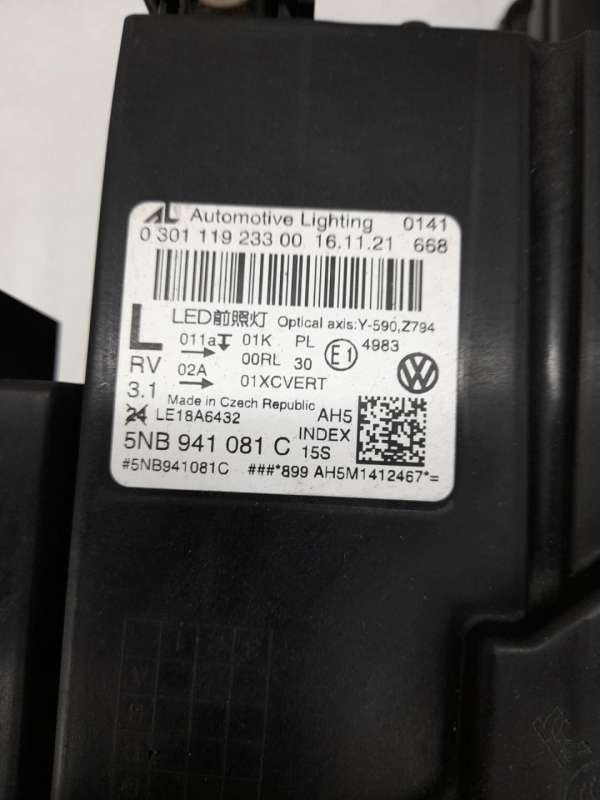 AL Automotive Lighting 0141
0 301 119 233 00 16.11.21 668
L LED前照灯 Optical axis:Y-590,Z794
011a 01K PL E1 4983
RV 00RL 30
02A 01XCVERT
3.1 Made in Czech Republic
24 LE18A6432 AH5
5NB 941 081 C INDEX 15S
#5NB941081C ###*899 AH5M1412467*=